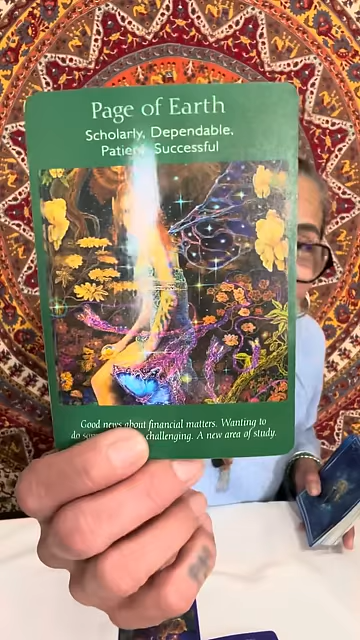 Page of Earth
Scholarly, Dependable,
Patient, Successful
Good news about financial matters. Wanting to
do challenging. A new area of study.